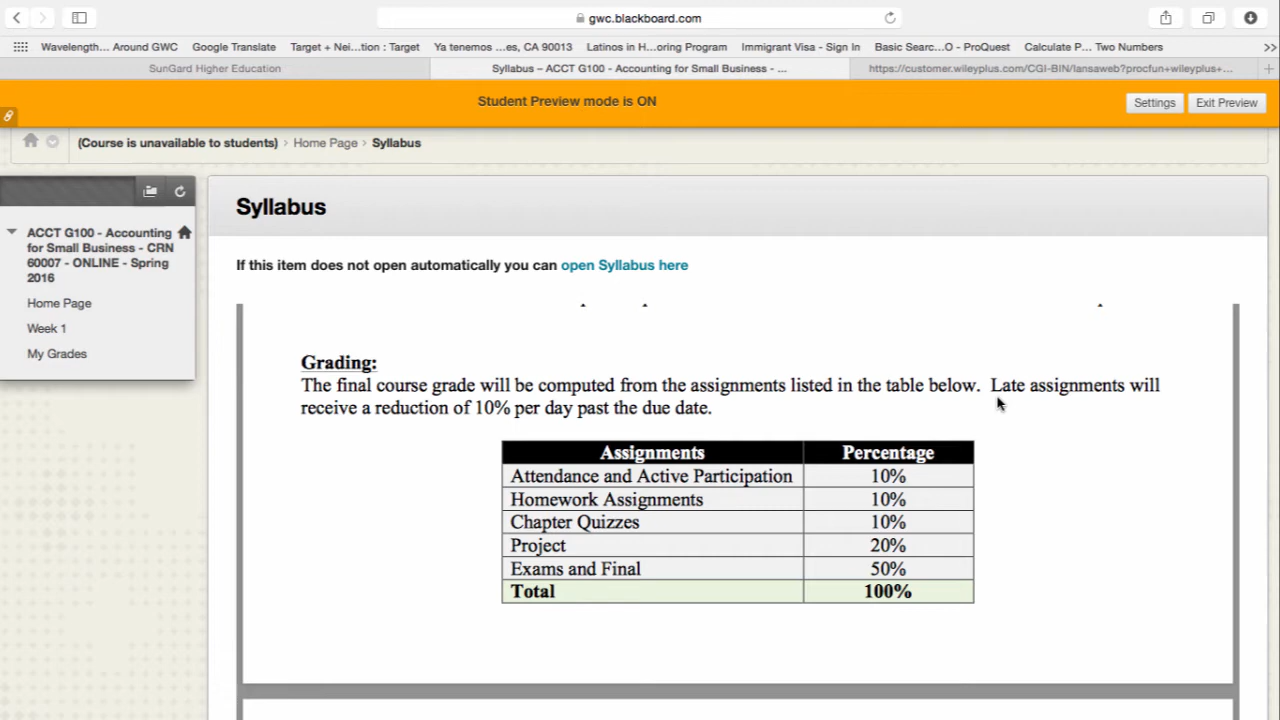 gwc.blackboard.com
Wavelength... Around GWC
Google Translate
Target + Nei...tion : Target
Ya tenemos ...es, CA 90013
Latinos in H...oring Program
Immigrant Visa - Sign In
Basic Searc...O - ProQuest
Calculate P... Two Numbers
>>
SunGard Higher Education
Syllabus – ACCT G100 - Accounting for Small Business - ...
https://customer.wileyplus.com/CGI-BIN/lansaweb?procfun+wileyplus+...
Student Preview mode is ON
Settings
Exit Preview
(Course is unavailable to students) > Home Page > Syllabus
ACCT G100 - Accounting
for Small Business - CRN
60007 - ONLINE - Spring
2016
Home Page
Week 1
My Grades
Syllabus
If this item does not open automatically you can open Syllabus here
Grading:
The final course grade will be computed from the assignments listed in the table below. Late assignments will
receive a reduction of 10% per day past the due date.
Assignments Percentage
Attendance and Active Participation 10%
Homework Assignments 10%
Chapter Quizzes 10%
Project 20%
Exams and Final 50%
Total 100%